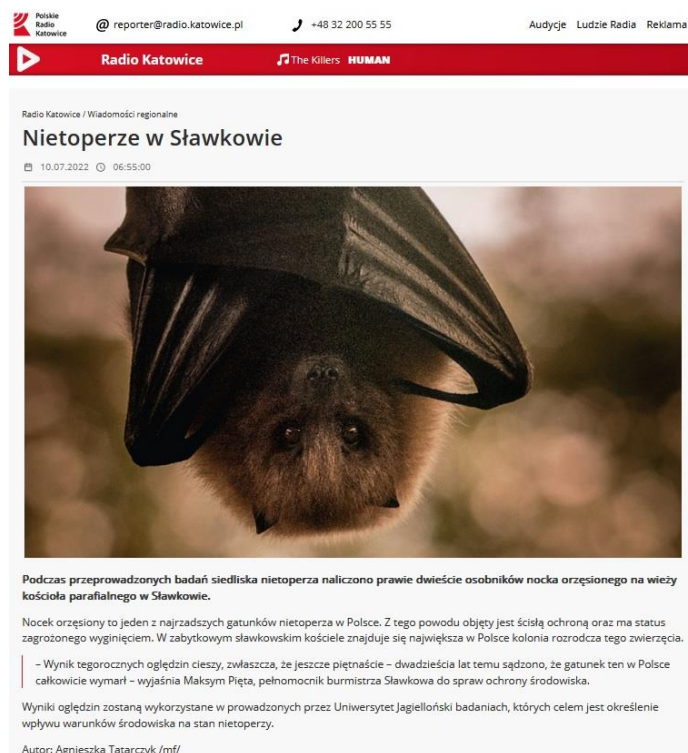 Polskie
Radio
Katowice
@ reporter@radio.katowice.pl
+48 32 200 55 55
Audycje Ludzie Radia Reklama
Radio Katowice
The Killers HUMAN
Radio Katowice / Wiadomości regionalne
Nietoperze w Sławkowie
10.07.2022 06:55:00
Podczas przeprowadzonych badań siedliska nietoperza naliczono prawie dwieście osobników nocka orzęsionego na wieży
kościoła parafialnego w Sławkowie.
Nocek orzęsiony to jeden z najrzadszych gatunków nietoperza w Polsce. Z tego powodu objęty jest ścisłą ochroną oraz ma status
zagrożonego wyginięciem. W zabytkowym sławkowskim kościele znajduje się największa w Polsce kolonia rozrodcza tego zwierzęcia.
– Wynik tegorocznych oględzin cieszy, zwłaszcza, że jeszcze piętnaście – dwadzieścia lat temu sądzono, że gatunek ten w Polsce
całkowicie wymarł – wyjaśnia Maksym Pięta, pełnomocnik burmistrza Sławkowa do spraw ochrony środowiska.
Wyniki oględzin zostaną wykorzystane w prowadzonych przez Uniwersytet Jagielloński badaniach, których celem jest określenie
wpływu warunków środowiska na stan nietoperzy.
Autor: Agnieszka Tatarczyk /mf/